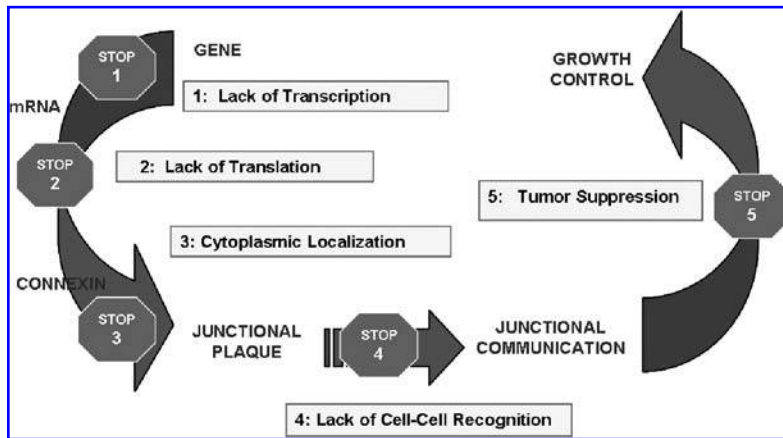 STOP
1
GENE
1: Lack of Transcription
mRNA
STOP
2
2: Lack of Translation
3: Cytoplasmic Localization
CONNEXIN
STOP
3
JUNCTIONAL
PLAQUE
STOP
4
4: Lack of Cell-Cell Recognition
JUNCTIONAL
COMMUNICATION
5: Tumor Suppression
STOP
5
GROWTH
CONTROL